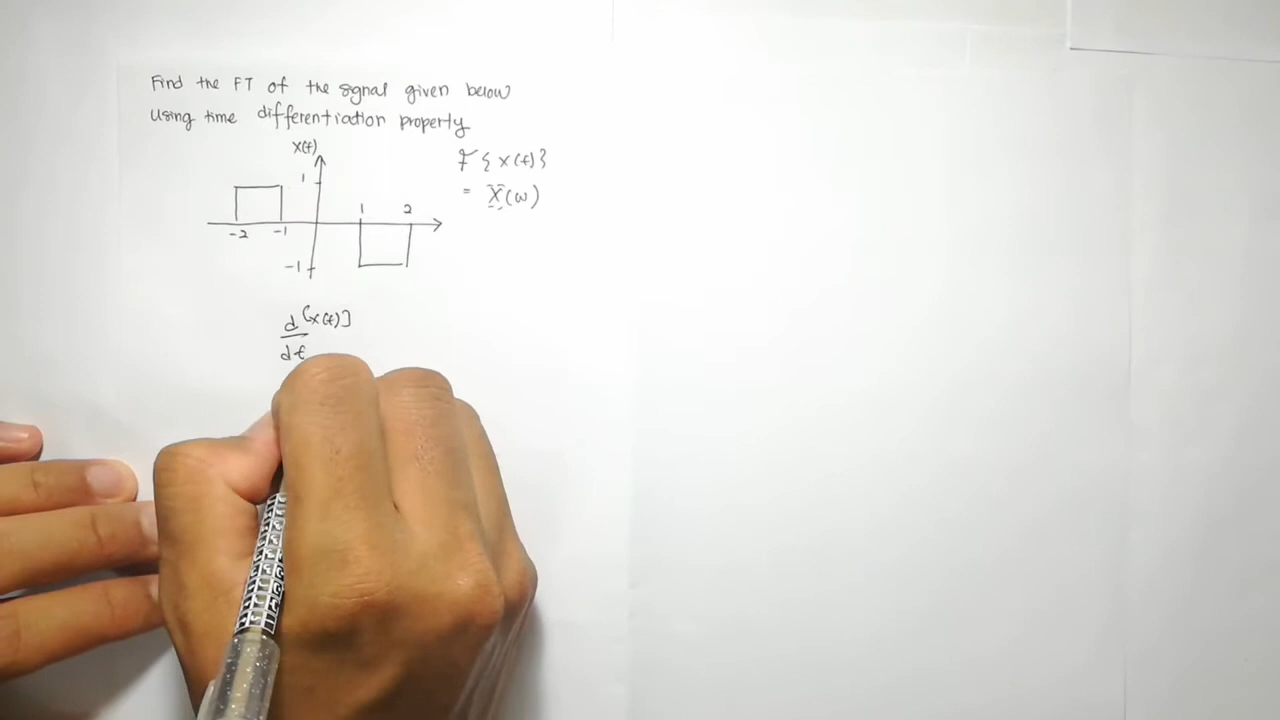 Find the FT of the signal given below
Using time differentiation property
x(t)
1
1 2
-2 -1
-1
F{x(t)}
= X(ω)
d[x(t)]
dt